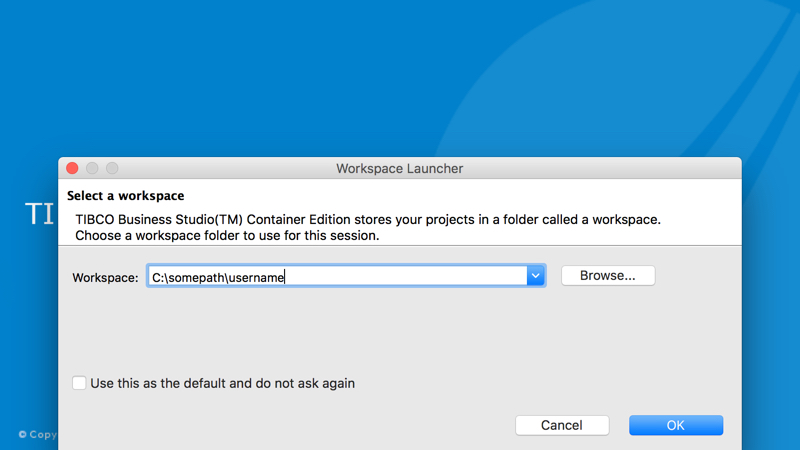 Workspace Launcher
Select a workspace
TIBCO Business Studio(TM) Container Edition stores your projects in a folder called a workspace.
Choose a workspace folder to use for this session.
TI
Workspace: C:\somepath\username Browse...
Use this as the default and do not ask again
Cancel OK
© Copy